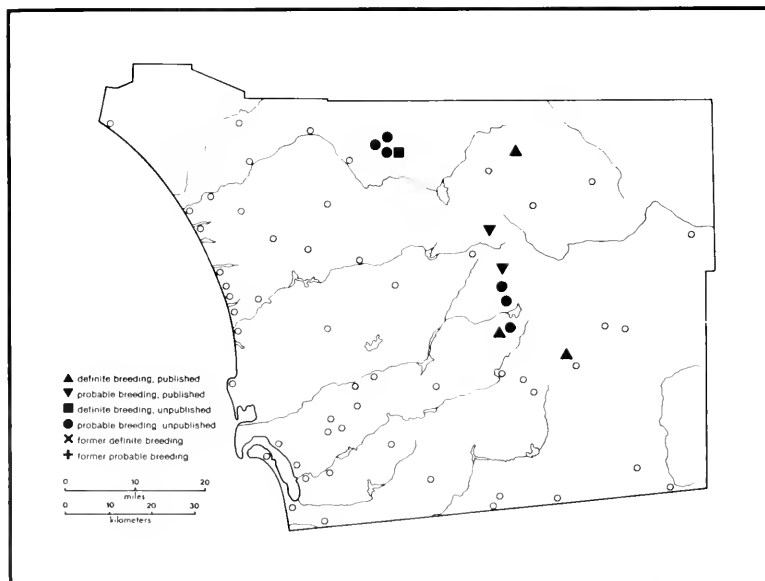 definite breeding, published
probable breeding, published
definite breeding, unpublished
probable breeding, unpublished
former definite breeding
former probable breeding
0 10 20
miles
0 10 20 30
kilometers